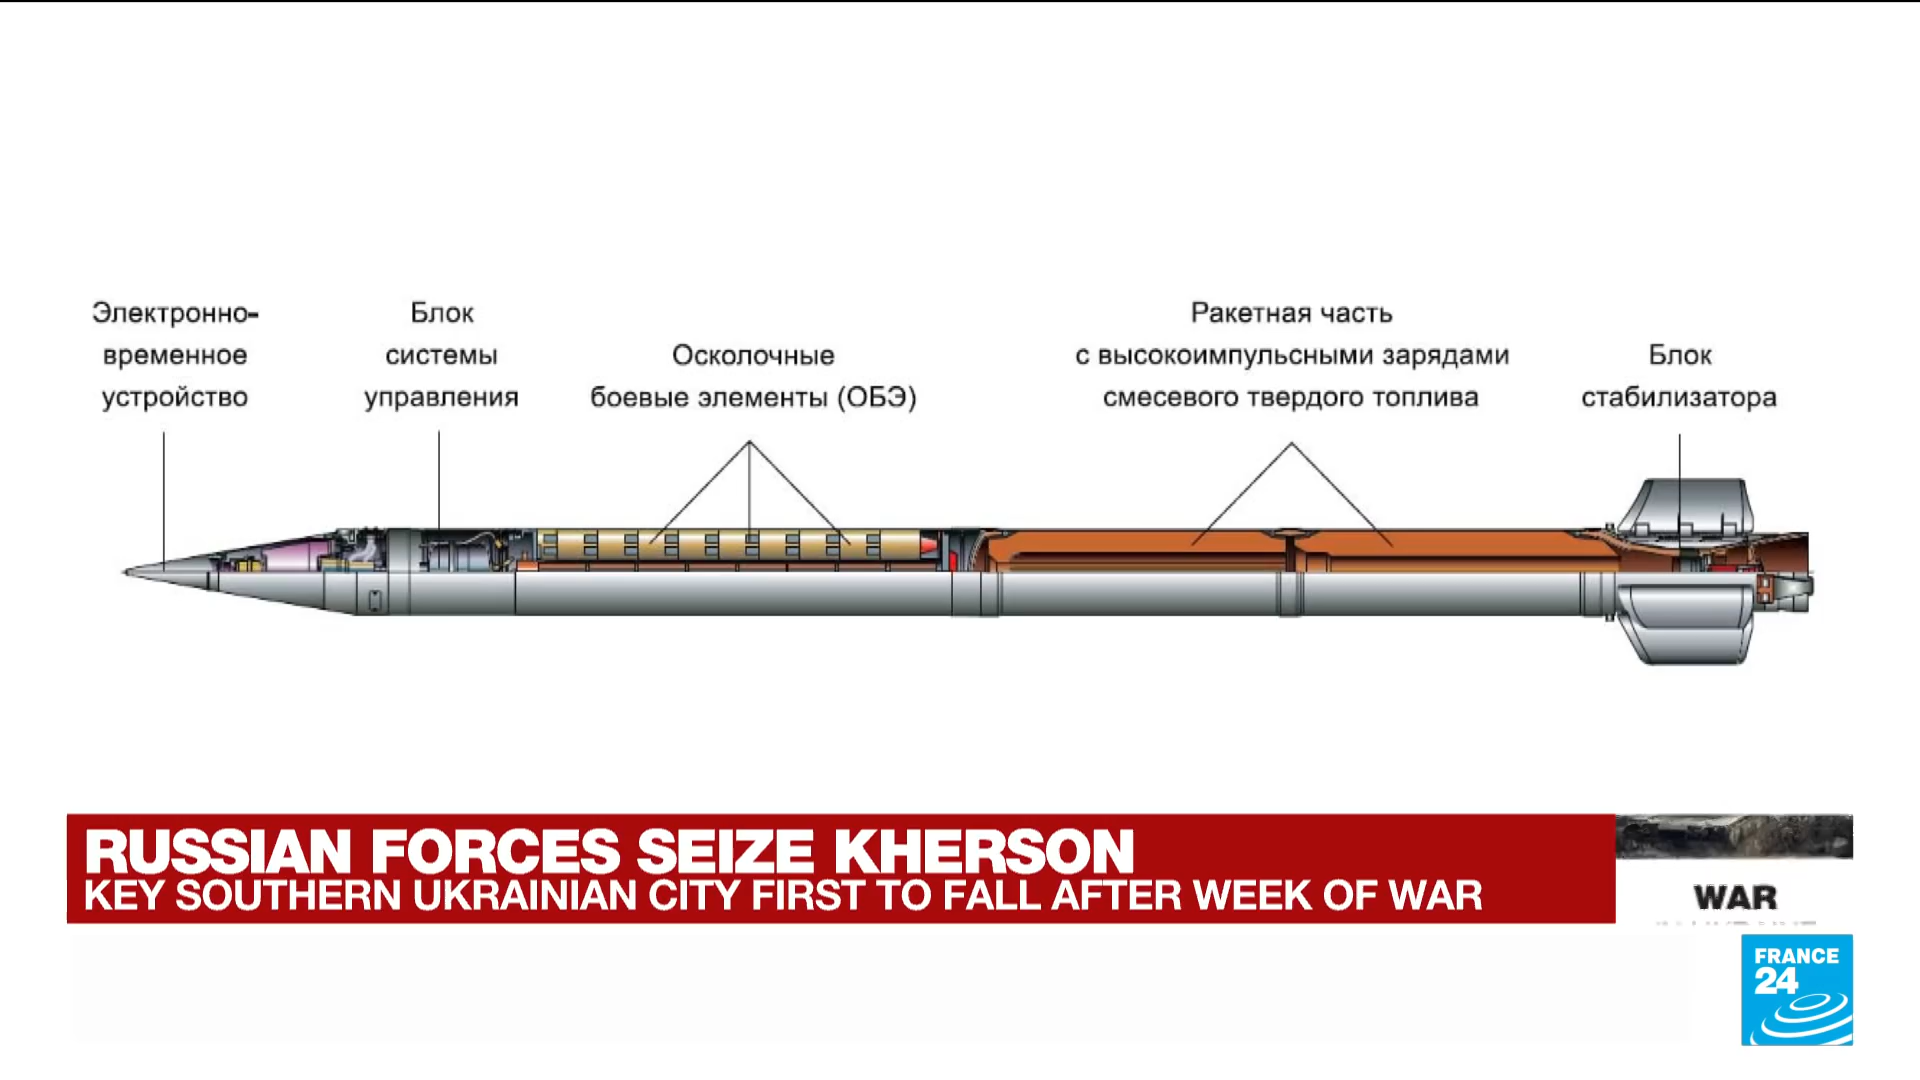 Электронно-
временное
устройство
Блок
системы
управления
Осколочные
боевые элементы (ОБЭ)
Ракетная часть
с высокоимпульсными зарядами
смесевого твердого топлива
Блок
стабилизатора
RUSSIAN FORCES SEIZE KHERSON
KEY SOUTHERN UKRAINIAN CITY FIRST TO FALL AFTER WEEK OF WAR
WAR
FRANCE
24